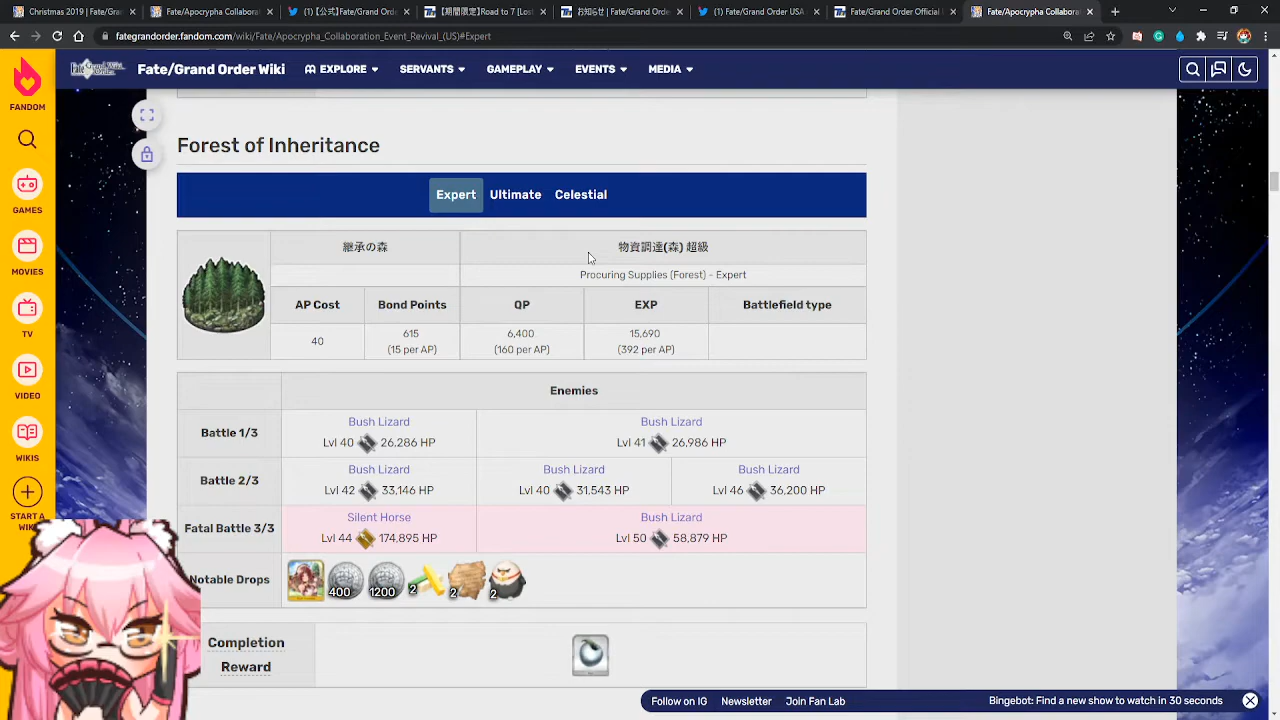 Christmas 2019 | Fate/Gran
Fate/Apocrypha Collaborat
【公式】Fate/Grand Order
期間限定Road to 7 [Los
お知らせ | Fate/Grand Order
Fate/Grand Order USA
Fate/Grand Order Official
Fate/Apocrypha Collabora
fategrandorder.fandom.com/wiki/Fate/Apocrypha_Collaboration_Event_Revival_(US)#Expert
FANDOM
GAMES
MOVIES
TV
VIDEO
WIKIS
START A
WIKI
Fate/Grand Order Wiki
EXPLORE
SERVANTS
GAMEPLAY
EVENTS
MEDIA
Forest of Inheritance
Expert Ultimate Celestial
継承の森 物資調達(森) 超級
Procuring Supplies (Forest) - Expert
AP Cost Bond Points QP EXP Battlefield type
40 615 6,400 15,690
(15 per AP) (160 per AP) (392 per AP)
Enemies
Battle 1/3
Bush Lizard Bush Lizard
Lvl 40 26,286 HP Lvl 41 26,986 HP
Battle 2/3
Bush Lizard Bush Lizard Bush Lizard
Lvl 42 33,146 HP Lvl 40 31,543 HP Lvl 46 36,200 HP
Fatal Battle 3/3
Silent Horse Bush Lizard
Lvl 44 174,895 HP Lvl 50 58,879 HP
Notable Drops
400 1200 2 2 2
Completion
Reward
Follow on IG Newsletter Join Fan Lab
Bingebot: Find a new show to watch in 30 seconds